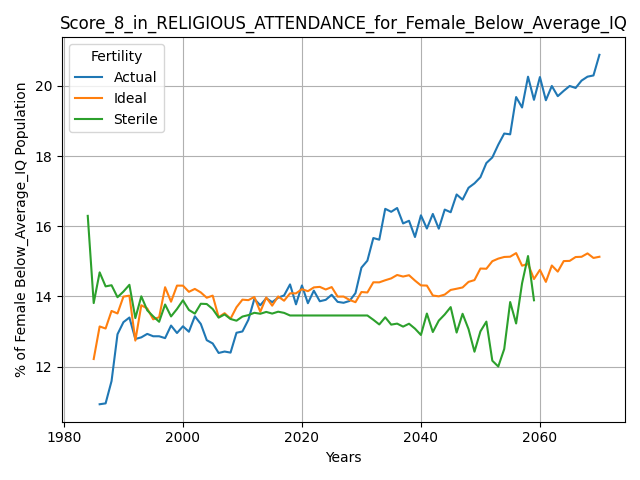 Score_8_in_RELIGIOUS_ATTENDANCE_for_Female_Below_Average_IQ
Fertility
Actual
Ideal
Sterile
% of Female Below_Average_IQ Population
20
18
16
14
12
1980
2000
2020
2040
2060
Years